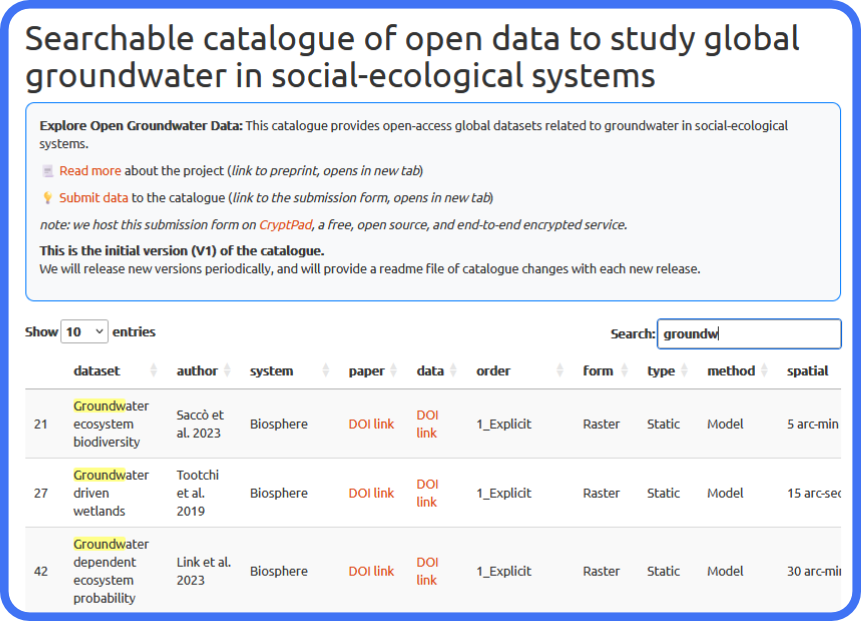 Searchable catalogue of open data to study global
groundwater in social-ecological systems
Explore Open Groundwater Data: This catalogue provides open-access global datasets related to groundwater in social-ecological
systems.
Read more about the project (link to preprint, opens in new tab)
Submit data to the catalogue (link to the submission form, opens in new tab)
note: we host this submission form on CryptPad, a free, open source, and end-to-end encrypted service.
This is the initial version (V1) of the catalogue.
We will release new versions periodically, and will provide a readme file of catalogue changes with each new release.
Show 10 entries Search: groundw
dataset author system paper data order form type method spatial
21 Groundwater ecosystem biodiversity Saccò et al. 2023 Biosphere DOI link DOI link 1_Explicit Raster Static Model 5 arc-min
27 Groundwater driven wetlands Tootchi et al. 2019 Biosphere DOI link DOI link 1_Explicit Raster Static Model 15 arc-sec
42 Groundwater dependent ecosystem probability Link et al. 2023 Biosphere DOI link DOI link 1_Explicit Raster Static Model 30 arc-min